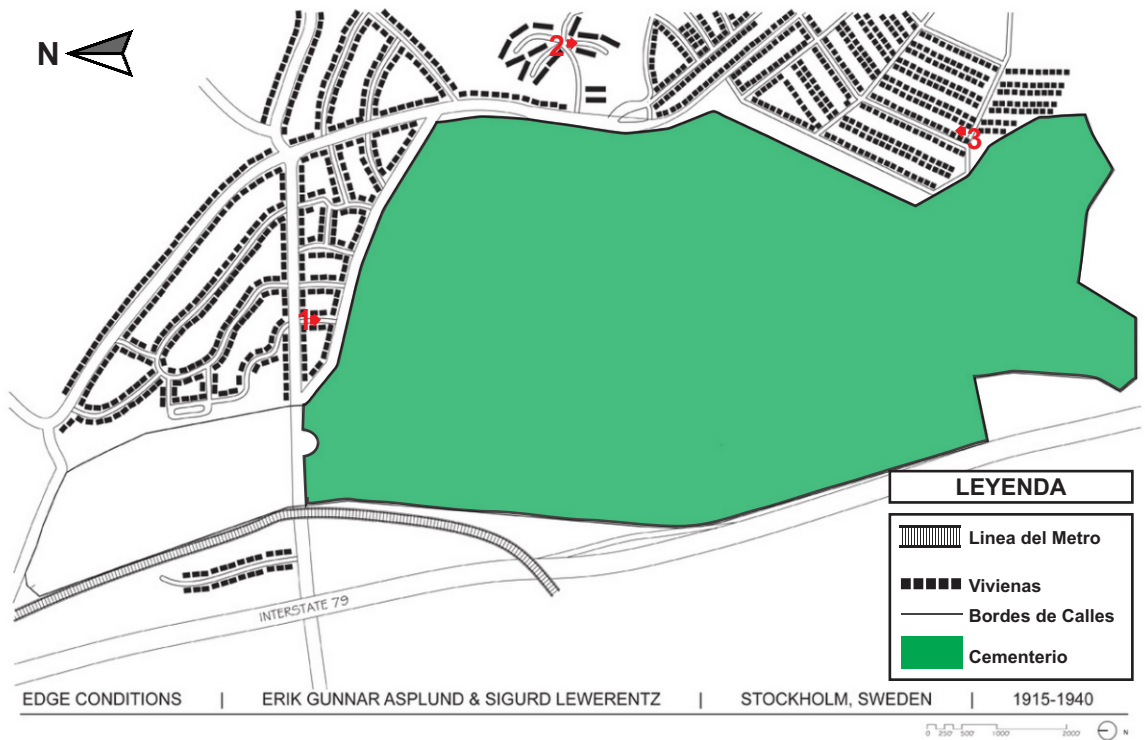 N
2
3
1
LEYENDA
Linea del Metro
Vivienas
Bordes de Calles
Cementerio
INTERSTATE 79
EDGE CONDITIONS | ERIK GUNNAR ASPLUND & SIGURD LEWERENTZ | STOCKHOLM, SWEDEN | 1915-1940
0 250 500 1000 2000 N